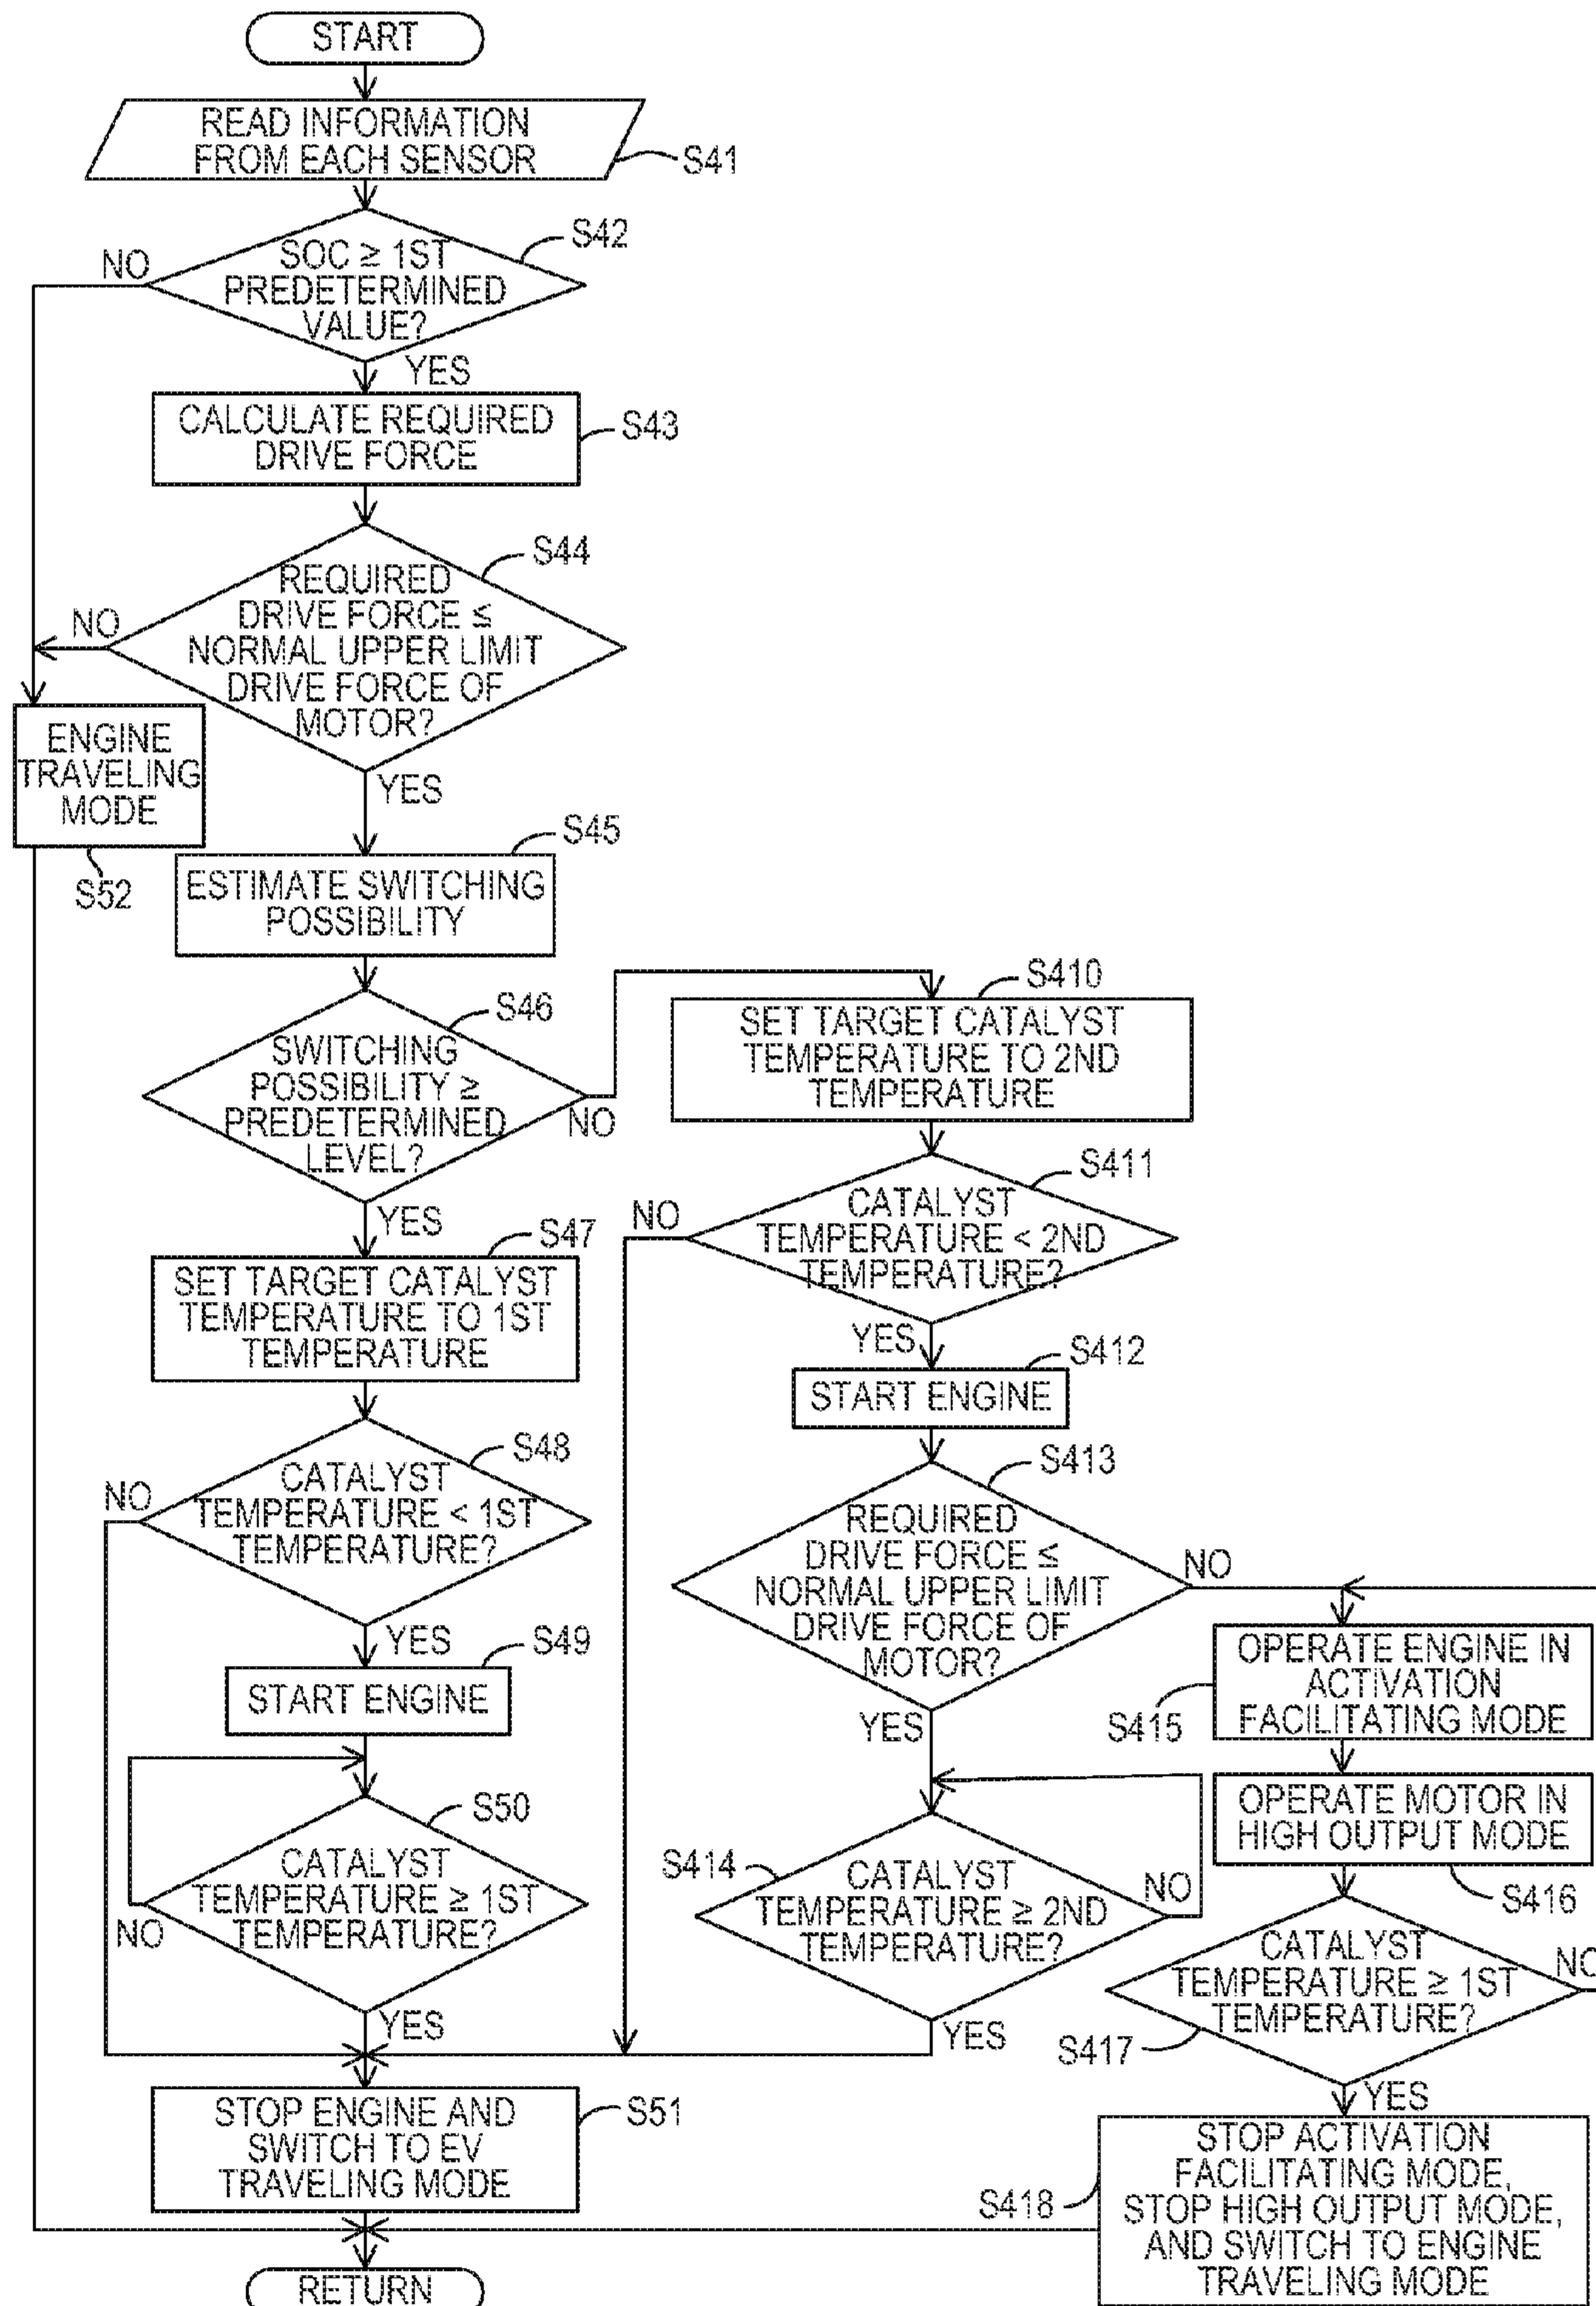 START
READ INFORMATION
FROM EACH SENSOR
S41
S42
SOC ≥ 1ST
PREDETERMINED
VALUE?
NO
YES
CALCULATE REQUIRED
DRIVE FORCE
S43
S44
REQUIRED
DRIVE FORCE ≤
NORMAL UPPER LIMIT
DRIVE FORCE OF
MOTOR?
NO
YES
ENGINE
TRAVELING
MODE
S52
S45
ESTIMATE SWITCHING
POSSIBILITY
S46
SWITCHING
POSSIBILITY ≥
PREDETERMINED
LEVEL?
NO
YES
S47
SET TARGET CATALYST
TEMPERATURE TO 1ST
TEMPERATURE
S48
CATALYST
TEMPERATURE < 1ST
TEMPERATURE?
NO
YES
S49
START ENGINE
S50
CATALYST
TEMPERATURE ≥ 1ST
TEMPERATURE?
NO
YES
STOP ENGINE AND
SWITCH TO EV
TRAVELING MODE
S51
RETURN
S410
SET TARGET CATALYST
TEMPERATURE TO 2ND
TEMPERATURE
S411
CATALYST
TEMPERATURE < 2ND
TEMPERATURE?
NO
YES
S412
START ENGINE
S413
REQUIRED
DRIVE FORCE ≤
NORMAL UPPER LIMIT
DRIVE FORCE OF
MOTOR?
NO
YES
S414
CATALYST
TEMPERATURE ≥ 2ND
TEMPERATURE?
NO
YES
OPERATE ENGINE IN
ACTIVATION
FACILITATING MODE
S415
OPERATE MOTOR IN
HIGH OUTPUT MODE
S416
CATALYST
TEMPERATURE ≥ 1ST
TEMPERATURE?
NO
S417
YES
STOP ACTIVATION
FACILITATING MODE,
STOP HIGH OUTPUT MODE,
AND SWITCH TO ENGINE
TRAVELING MODE
S418